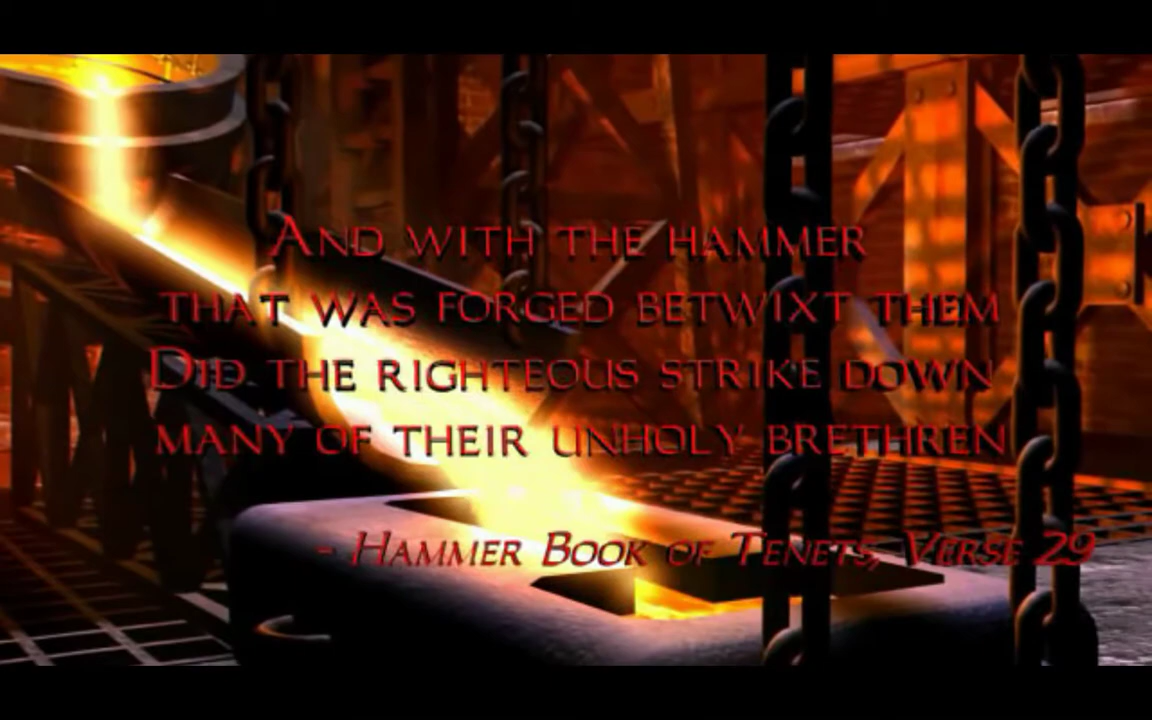 And with the hammer
that was forged betwixt them
Did the righteous strike down
many of their unholy brethren
- Hammer Book of Tenets, Verse 29